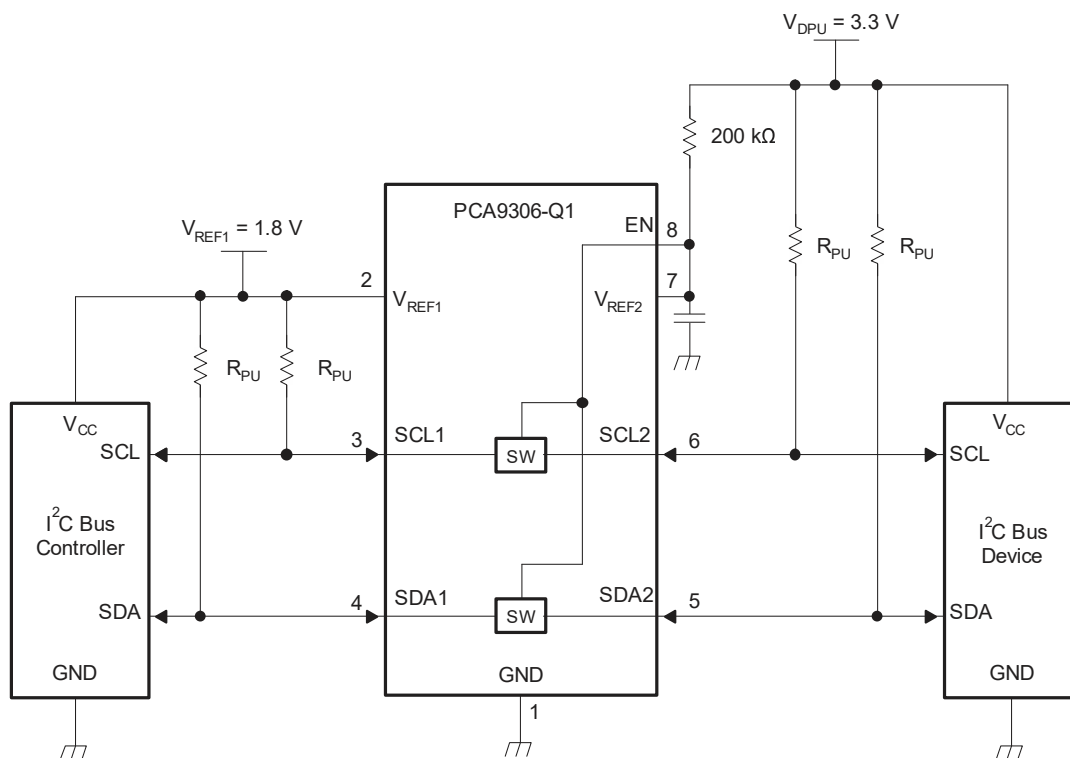 V_DPU = 3.3 V
200 kΩ
PCA9306-Q1
EN
8
V_REF1 = 1.8 V
R_PU
R_PU
2
7
V_REF1
V_REF2
R_PU
R_PU
V_CC
V_CC
SCL
3
SCL1
SW
SCL2
6
SCL
I²C Bus
Controller
I²C Bus
Device
SDA
4
SDA1
SW
SDA2
5
SDA
GND
GND
GND
1